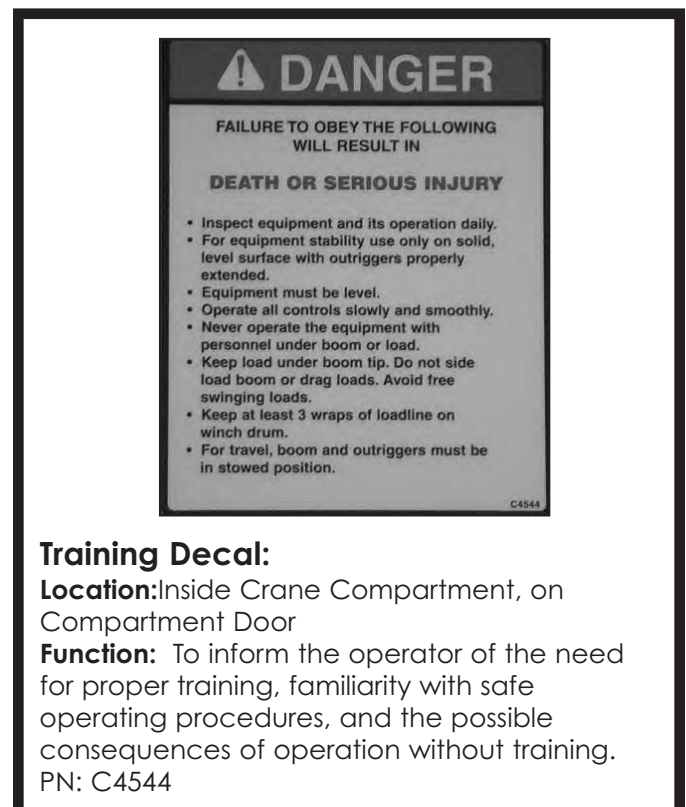 DANGER
FAILURE TO OBEY THE FOLLOWING
WILL RESULT IN
DEATH OR SERIOUS INJURY
• Inspect equipment and its operation daily.
• For equipment stability use only on solid,
level surface with outriggers properly
extended.
• Equipment must be level.
• Operate all controls slowly and smoothly.
• Never operate the equipment with
personnel under boom or load.
• Keep load under boom tip. Do not side
load boom or drag loads. Avoid free
swinging loads.
• Keep at least 3 wraps of loadline on
winch drum.
• For travel, boom and outriggers must be
in stowed position.
C4544
Training Decal:
Location:Inside Crane Compartment, on
Compartment Door
Function: To inform the operator of the need
for proper training, familiarity with safe
operating procedures, and the possible
consequences of operation without training.
PN: C4544